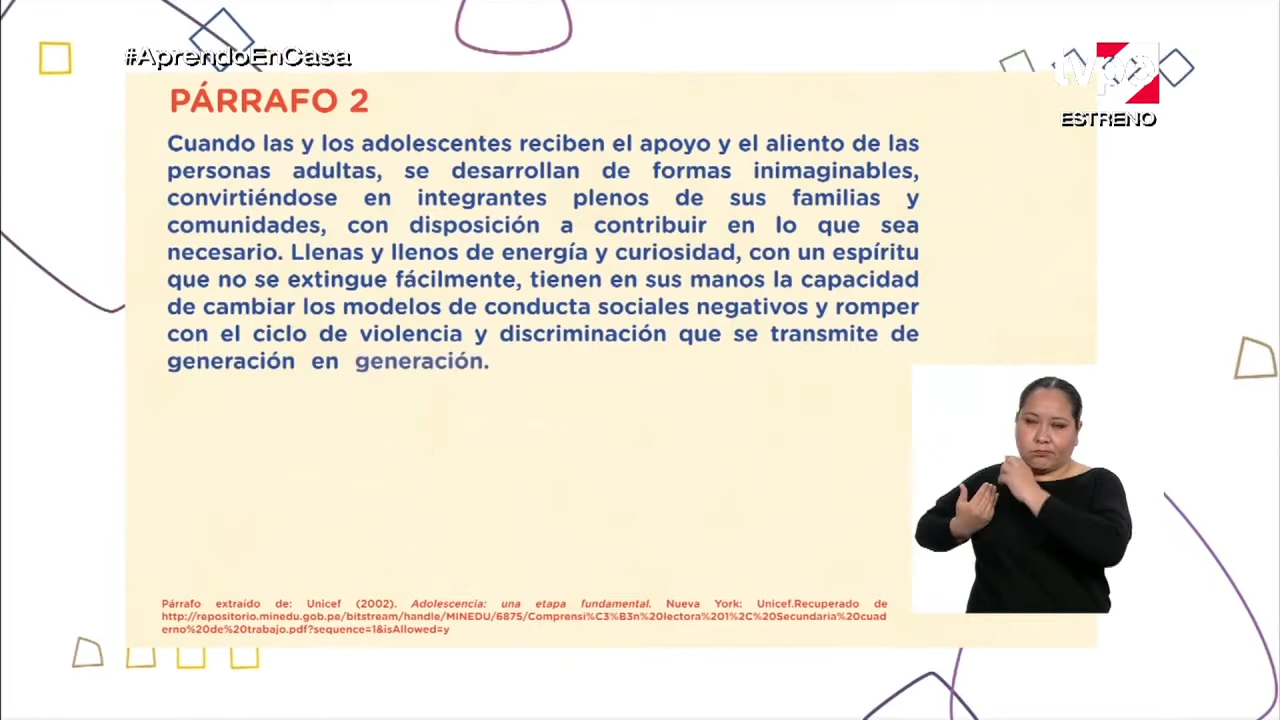 #AprendoEnCasa
tvpe
ESTRENO
PÁRRAFO 2
Cuando las y los adolescentes reciben el apoyo y el aliento de las
personas adultas, se desarrollan de formas inimaginables,
convirtiéndose en integrantes plenos de sus familias y
comunidades, con disposición a contribuir en lo que sea
necesario. Llenas y llenos de energía y curiosidad, con un espíritu
que no se extingue fácilmente, tienen en sus manos la capacidad
de cambiar los modelos de conducta sociales negativos y romper
con el ciclo de violencia y discriminación que se transmite de
generación en generación.
Párrafo extraído de: Unicef (2002). Adolescencia: una etapa fundamental. Nueva York: Unicef.Recuperado de
http://repositorio.minedu.gob.pe/bitstream/handle/MINEDU/6875/Comprensi%C3%B3n%20lectora%201%2C%20Secundaria%20cuad
erno%20de%20trabajo.pdf?sequence=1&isAllowed=y